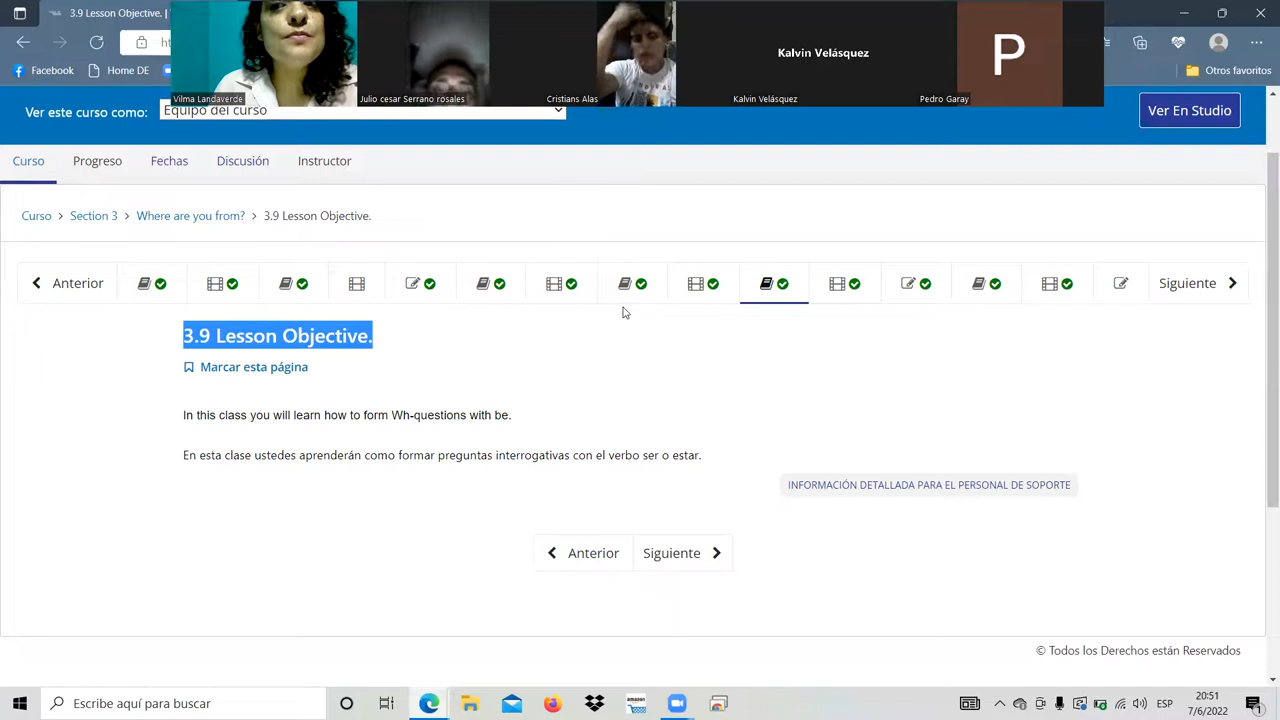 3.9 Lesson Objective.
Facebook
Home DE
Otros favoritos
Vilma Landaverde
Julio cesar Serrano rosales
Cristians Alas
Kalvin Velásquez
Kalvin Velásquez
P
Pedro Garay
Ver este curso como:
Equipo del curso
Ver En Studio
Curso
Progreso
Fechas
Discusión
Instructor
Curso > Section 3 > Where are you from? > 3.9 Lesson Objective.
Anterior
Siguiente
3.9 Lesson Objective.
Marcar esta página
In this class you will learn how to form Wh-questions with be.
En esta clase ustedes aprenderán como formar preguntas interrogativas con el verbo ser o estar.
INFORMACIÓN DETALLADA PARA EL PERSONAL DE SOPORTE
Anterior
Siguiente
© Todos los Derechos están Reservados
Escribe aquí para buscar
amazon
ESP
20:51
7/6/2022
1